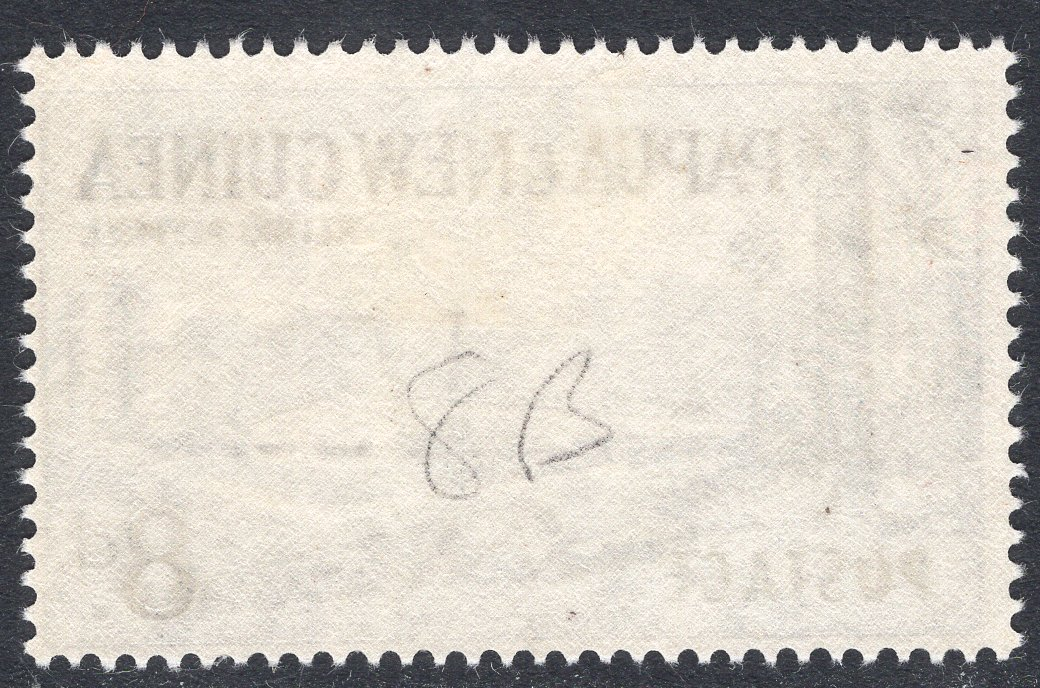 PAPUA & NEW GUINEA
8B
8d
POSTAGE